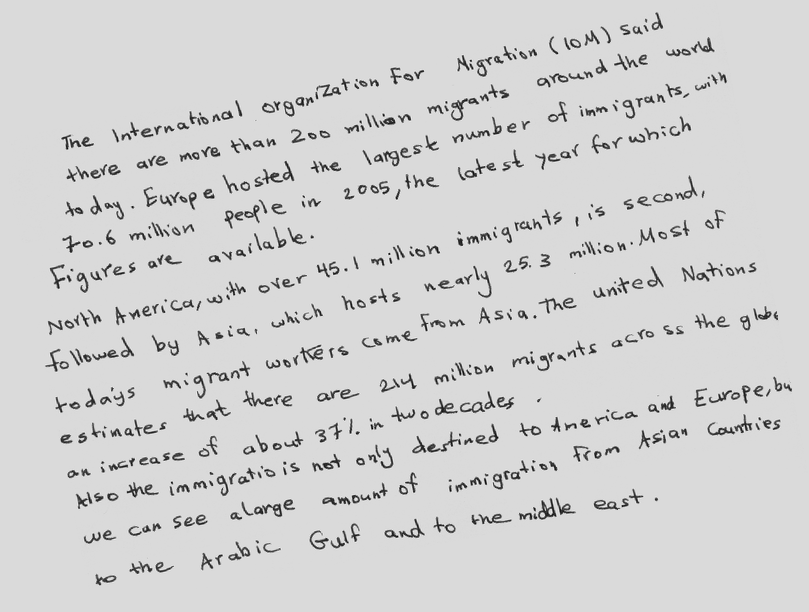 The International organization For Migration (IOM) said
there are more than 200 million migrants around the world
today. Europe hosted the largest number of immigrants, with
70.6 million people in 2005, the latest year for which
Figures are available.
North America, with over 45.1 million immigrants, is second,
followed by Asia, which hosts nearly 25.3 million. Most of
today's migrant workers come from Asia. The united Nations
estimates that there are 214 million migrants across the globe
an increase of about 37% in two decades.
Also the immigratio is not only destined to America and Europe, bu
we can see a large amount of immigration from Asian Countries
to the Arabic Gulf and to the middle east.